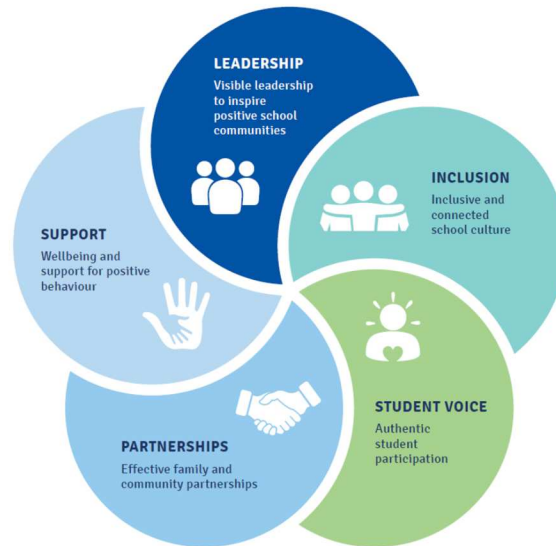 LEADERSHIP
Visible leadership
to inspire
positive school
communities
INCLUSION
Inclusive and
connected
school culture
STUDENT VOICE
Authentic
student
participation
PARTNERSHIPS
Effective family and
community partnerships
SUPPORT
Wellbeing and
support for positive
behaviour